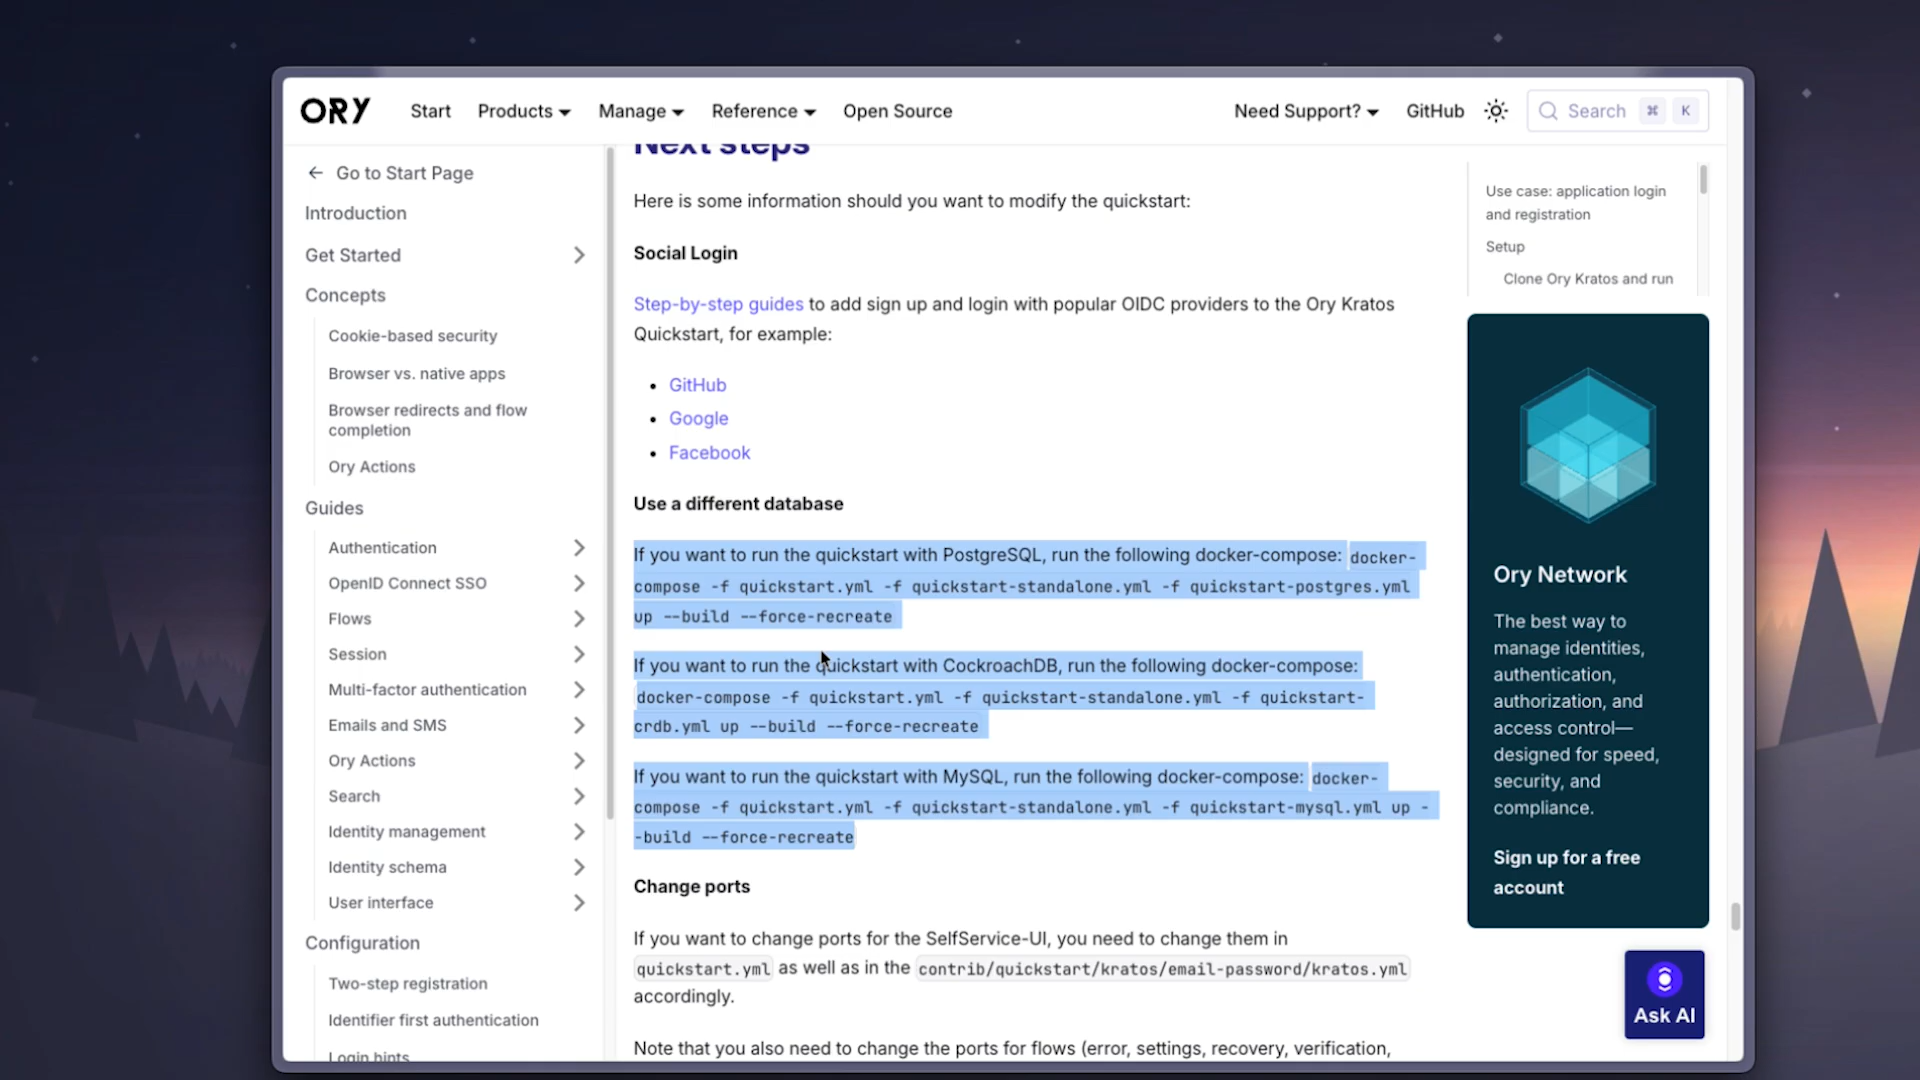 ORY Start Products Manage Reference Open Source Need Support? GitHub Search ⌘ K
Go to Start Page
Introduction
Get Started
Concepts
Cookie-based security
Browser vs. native apps
Browser redirects and flow
completion
Ory Actions
Guides
Authentication
OpenID Connect SSO
Flows
Session
Multi-factor authentication
Emails and SMS
Ory Actions
Search
Identity management
Identity schema
User interface
Configuration
Two-step registration
Identifier first authentication
Login hints
Next steps
Here is some information should you want to modify the quickstart:
Social Login
Step-by-step guides to add sign up and login with popular OIDC providers to the Ory Kratos
Quickstart, for example:
• GitHub
• Google
• Facebook
Use a different database
If you want to run the quickstart with PostgreSQL, run the following docker-compose: docker-
compose -f quickstart.yml -f quickstart-standalone.yml -f quickstart-postgres.yml
up --build --force-recreate
If you want to run the quickstart with CockroachDB, run the following docker-compose:
docker-compose -f quickstart.yml -f quickstart-standalone.yml -f quickstart-
crdb.yml up --build --force-recreate
If you want to run the quickstart with MySQL, run the following docker-compose: docker-
compose -f quickstart.yml -f quickstart-standalone.yml -f quickstart-mysql.yml up -
-build --force-recreate
Change ports
If you want to change ports for the SelfService-UI, you need to change them in
quickstart.yml as well as in the contrib/quickstart/kratos/email-password/kratos.yml
accordingly.
Note that you also need to change the ports for flows (error, settings, recovery, verification,
Use case: application login
and registration
Setup
Clone Ory Kratos and run
Ory Network
The best way to
manage identities,
authentication,
authorization, and
access control—
designed for speed,
security, and
compliance.
Sign up for a free
account
Ask AI